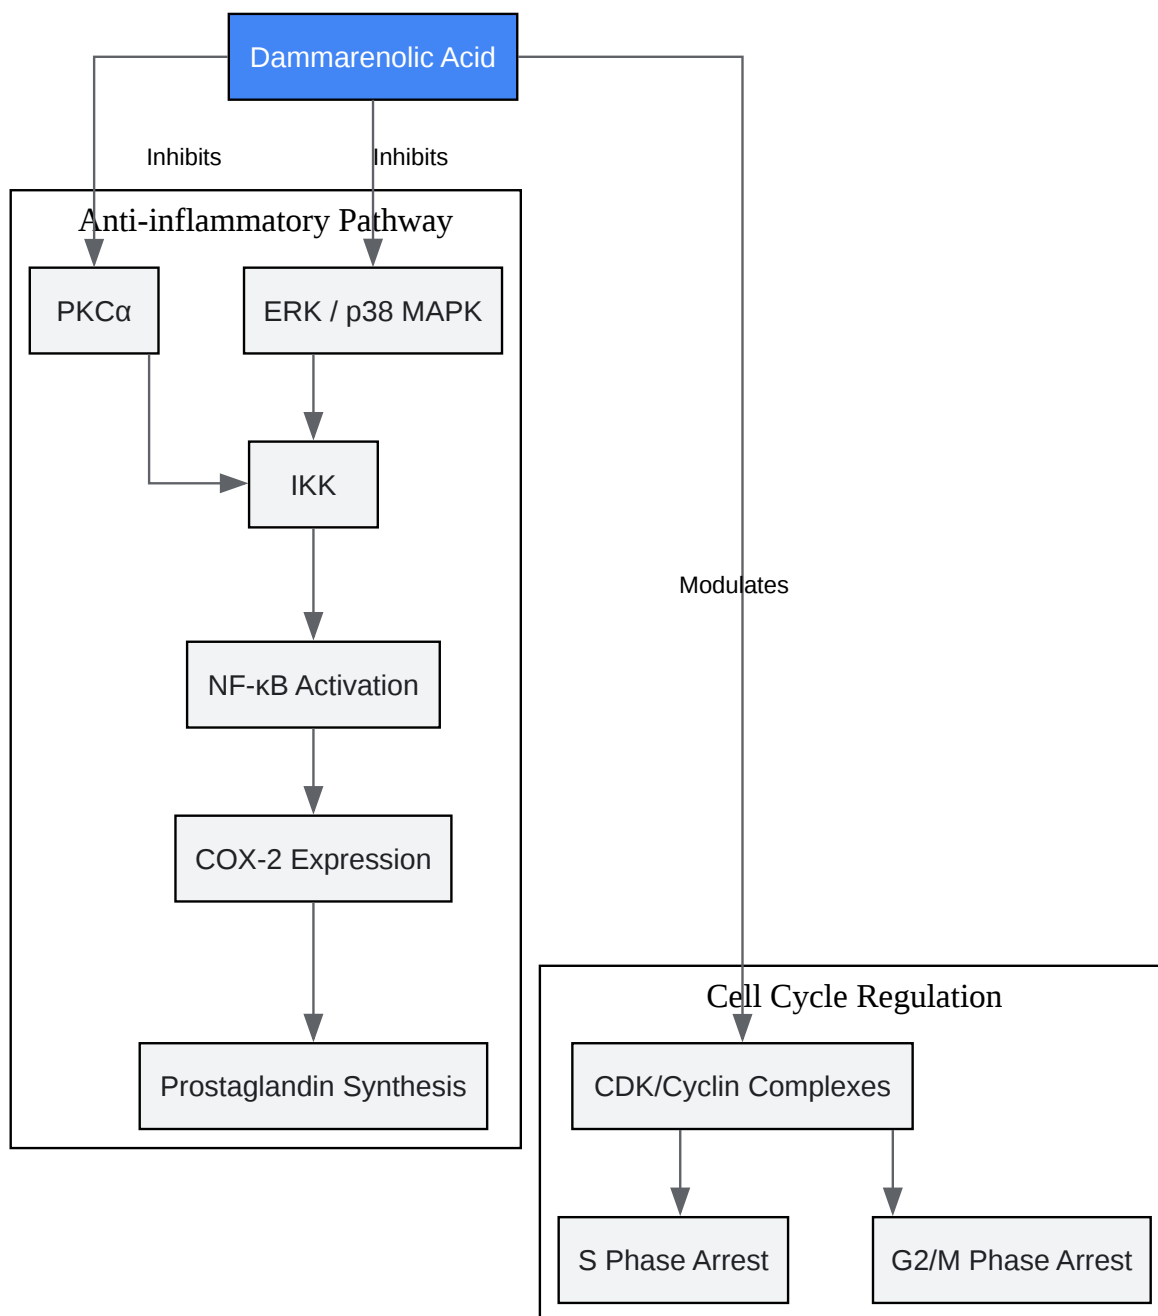 Dammarenolic Acid
Inhibits
Inhibits
Anti-inflammatory Pathway
PKCα
ERK / p38 MAPK
IKK
Modulates
NF-κB Activation
COX-2 Expression
Cell Cycle Regulation
Prostaglandin Synthesis
CDK/Cyclin Complexes
S Phase Arrest
G2/M Phase Arrest